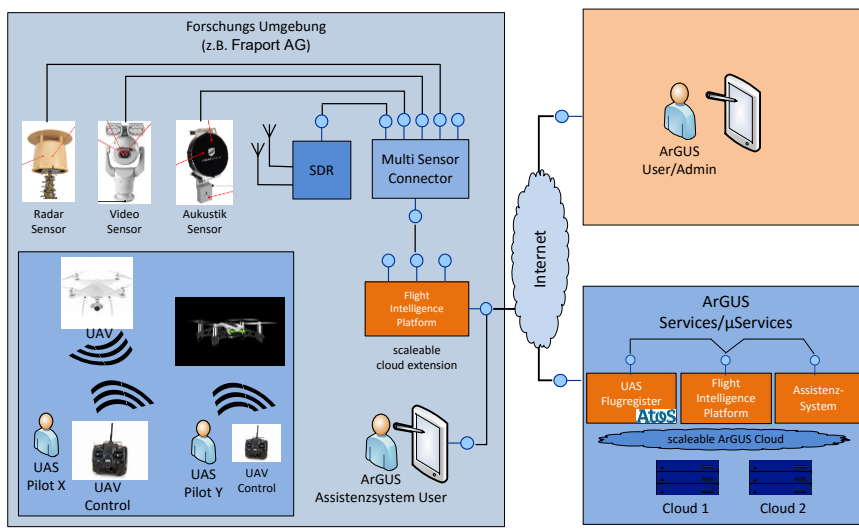 Forschungs Umgebung
(z.B. Fraport AG)
Radar
Sensor
Video
Sensor
Aukustik
Sensor
SDR
Multi Sensor
Connector
Flight
Intelligence
Platform
scaleable
cloud extension
UAV
UAS
Pilot X
UAV
Control
UAS
Pilot Y
UAV
Control
ArGUS
Assistenzsystem User
Internet
ArGUS
User/Admin
ArGUS
Services/µServices
UAS
Flugregister
Atos
Flight
Intelligence
Platform
Assistenz-
System
scaleable ArGUS Cloud
Cloud 1
Cloud 2